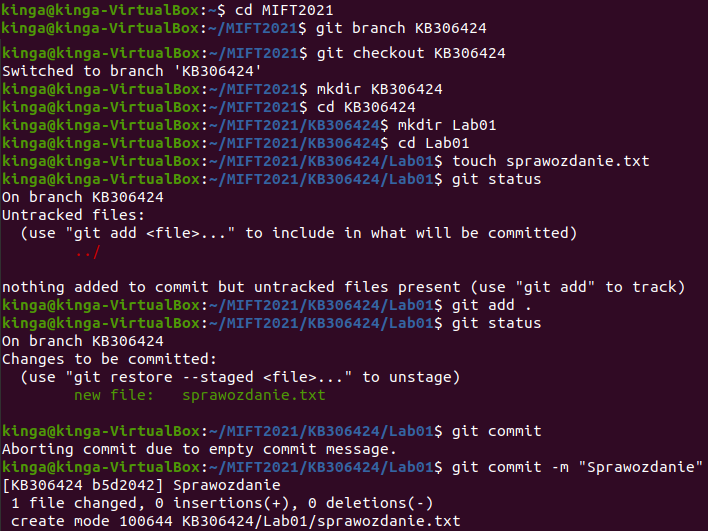 kinga@kinga-VirtualBox:~$ cd MIFT2021
kinga@kinga-VirtualBox:~/MIFT2021$ git branch KB306424
kinga@kinga-VirtualBox:~/MIFT2021$ git checkout KB306424
Switched to branch 'KB306424'
kinga@kinga-VirtualBox:~/MIFT2021$ mkdir KB306424
kinga@kinga-VirtualBox:~/MIFT2021$ cd KB306424
kinga@kinga-VirtualBox:~/MIFT2021/KB306424$ mkdir Lab01
kinga@kinga-VirtualBox:~/MIFT2021/KB306424$ cd Lab01
kinga@kinga-VirtualBox:~/MIFT2021/KB306424/Lab01$ touch sprawozdanie.txt
kinga@kinga-VirtualBox:~/MIFT2021/KB306424/Lab01$ git status
On branch KB306424
Untracked files:
  (use "git add <file>..." to include in what will be committed)
        ../

nothing added to commit but untracked files present (use "git add" to track)
kinga@kinga-VirtualBox:~/MIFT2021/KB306424/Lab01$ git add .
kinga@kinga-VirtualBox:~/MIFT2021/KB306424/Lab01$ git status
On branch KB306424
Changes to be committed:
  (use "git restore --staged <file>..." to unstage)
        new file:   sprawozdanie.txt

kinga@kinga-VirtualBox:~/MIFT2021/KB306424/Lab01$ git commit
Aborting commit due to empty commit message.
kinga@kinga-VirtualBox:~/MIFT2021/KB306424/Lab01$ git commit -m "Sprawozdanie"
[KB306424 b5d2042] Sprawozdanie
 1 file changed, 0 insertions(+), 0 deletions(-)
 create mode 100644 KB306424/Lab01/sprawozdanie.txt